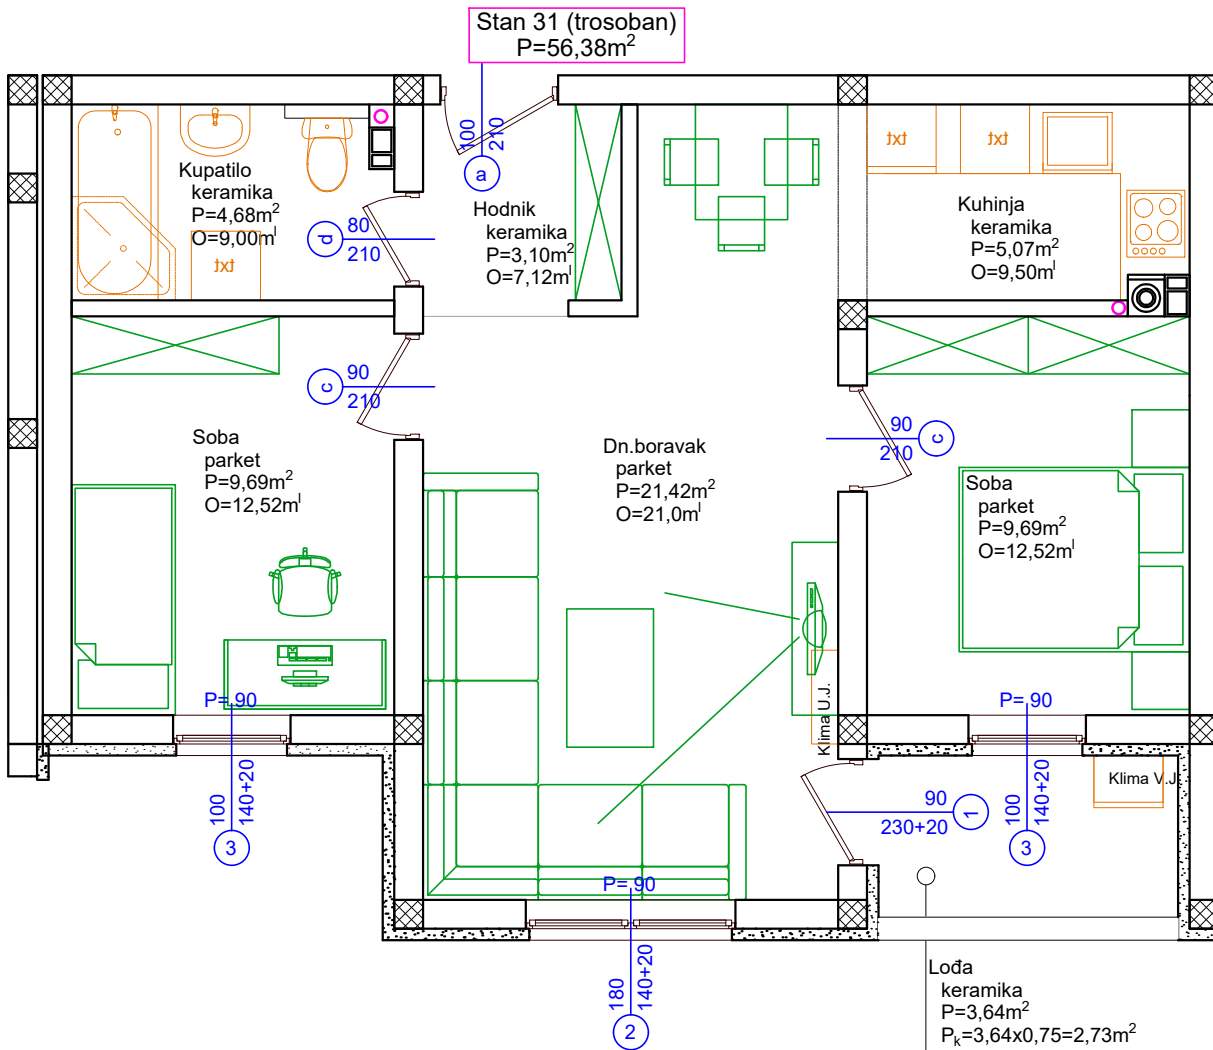 Stan 31 (trosoban)
P=56,38m²
100
210
a
Kupatilo
keramika
P=4,68m²
O=9,00mˡ
txt
d
80
210
Hodnik
keramika
P=3,10m²
O=7,12mˡ
txt
txt
Kuhinja
keramika
P=5,07m²
O=9,50mˡ
c
90
210
Soba
parket
P=9,69m²
O=12,52mˡ
Dn.boravak
parket
P=21,42m²
O=21,0mˡ
90
210
c
Soba
parket
P=9,69m²
O=12,52mˡ
P=90
100
140+20
3
Klima U.J.
P=90
100
140+20
3
Klima V.J.
90
230+20
1
P=90
180
140+20
2
Lođa
keramika
P=3,64m²
Pₖ=3,64x0,75=2,73m²